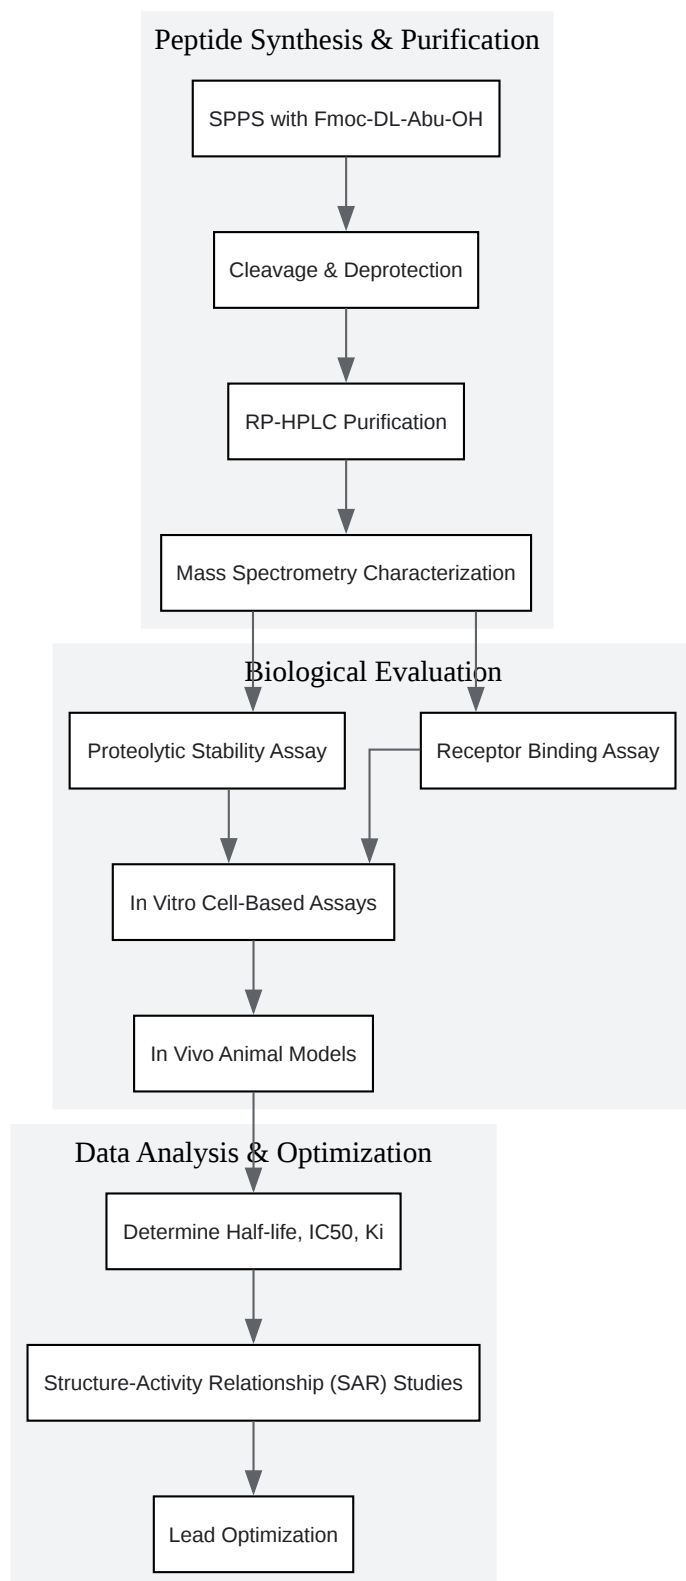 Peptide Synthesis & Purification
SPPS with Fmoc-DL-Abu-OH
Cleavage & Deprotection
RP-HPLC Purification
Mass Spectrometry Characterization
Biological Evaluation
Proteolytic Stability Assay
Receptor Binding Assay
In Vitro Cell-Based Assays
In Vivo Animal Models
Data Analysis & Optimization
Determine Half-life, IC50, Ki
Structure-Activity Relationship (SAR) Studies
Lead Optimization